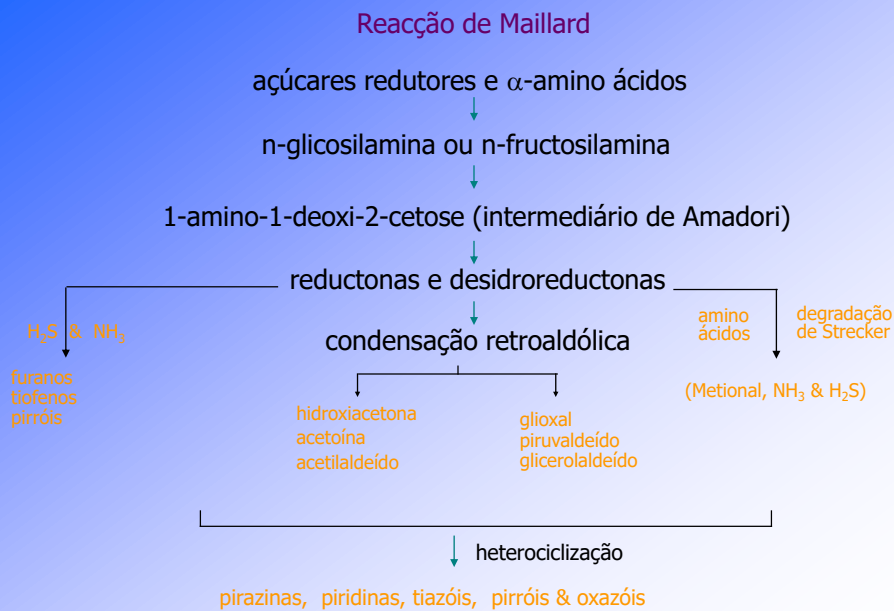 Reacção de Maillard
açúcares redutores e α-amino ácidos
n-glicosilamina ou n-fructosilamina
1-amino-1-deoxi-2-cetose (intermediário de Amadori)
reductonas e desidroreductonas
H₂S & NH₃
furanos
tiofenos
pirróis
condensação retroaldólica
hidroxiacetona
acetoína
acetilaldeído
glioxal
piruvaldeído
glicerolaldeído
amino
ácidos
degradação
de Strecker
(Metional, NH₃ & H₂S)
heterociclização
pirazinas, piridinas, tiazóis, pirróis & oxazóis